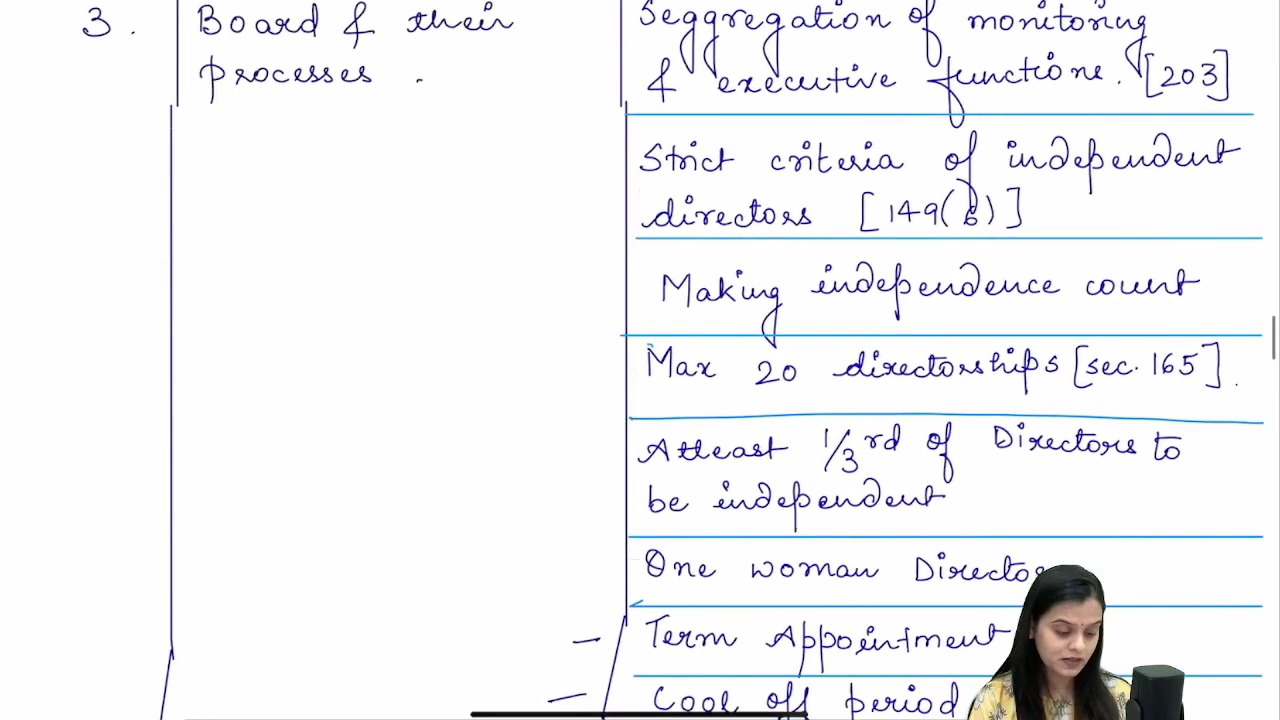 3. Board & their
processes.
Seggregation of monitoring
& executive functions. [203]
Strict criteria of independent
directors [149(6)]
Making independence count
Max 20 directorships [sec. 165].
Atleast 1/3rd of Directors to
be independent
One woman Director
- Term Appointment
- Cool off period